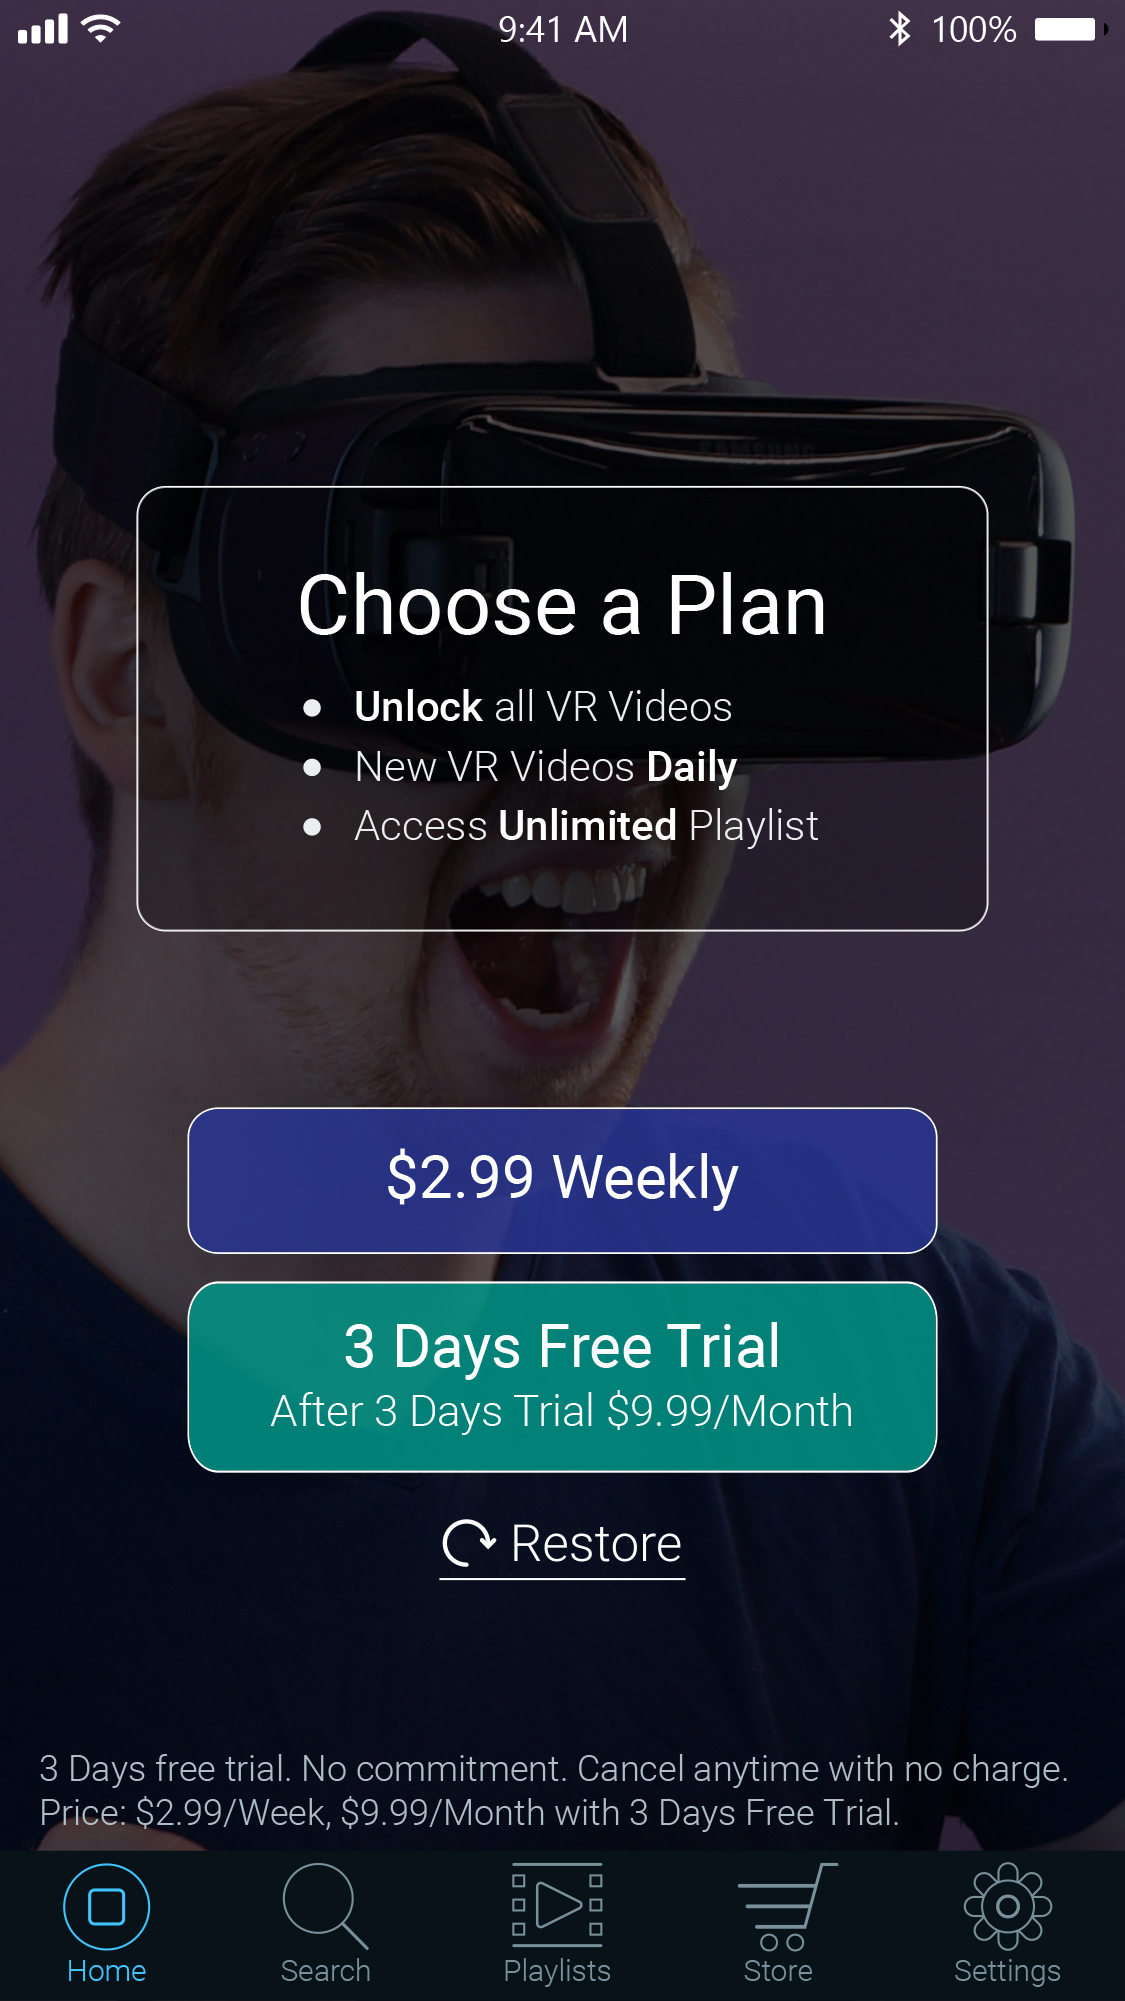 9:41 AM
100%
SAMSUNG
Choose a Plan
Unlock all VR Videos
New VR Videos Daily
Access Unlimited Playlist
$2.99 Weekly
3 Days Free Trial
After 3 Days Trial $9.99/Month
Restore
3 Days free trial. No commitment. Cancel anytime with no charge.
Price: $2.99/Week, $9.99/Month with 3 Days Free Trial.
Home Search Playlists Store Settings